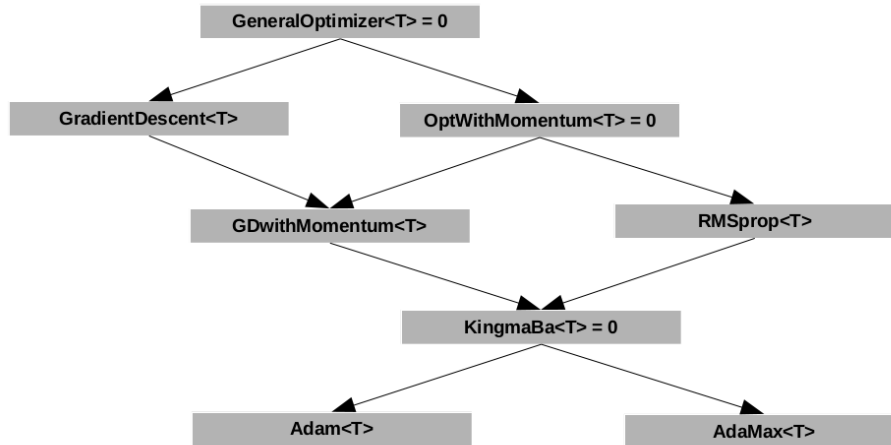 GeneralOptimizer<T> = 0
GradientDescent<T>
OptWithMomentum<T> = 0
GDwithMomentum<T>
RMSprop<T>
KingmaBa<T> = 0
Adam<T>
AdaMax<T>